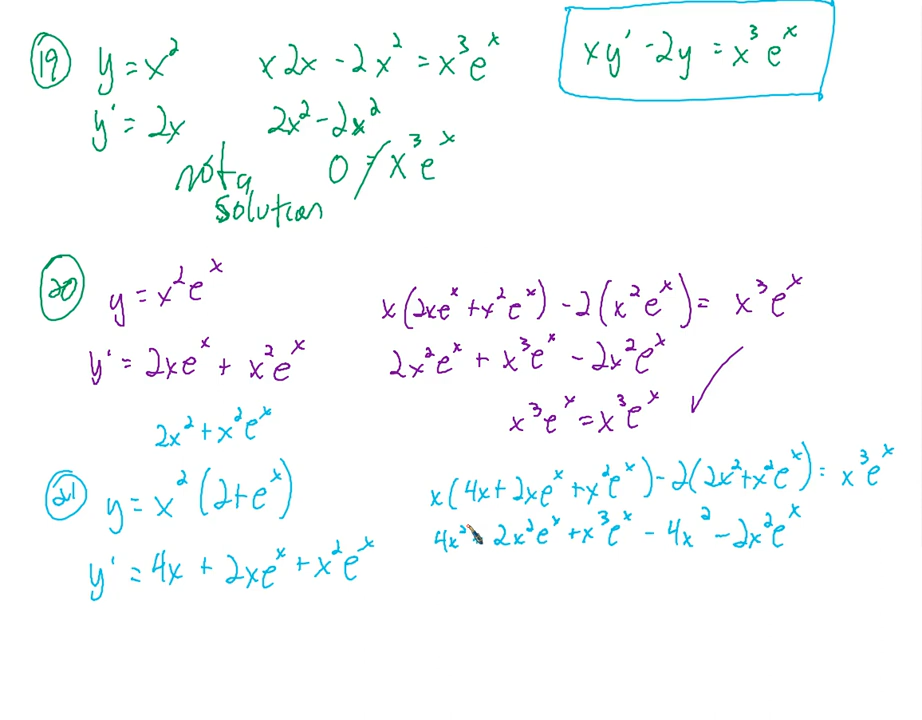 19 y = x² x2x - 2x² = x³eˣ xy' - 2y = x³eˣ
y' = 2x 2x² - 2x²
not a 0 ≠ x³eˣ
solution
20 y = x²eˣ x(2xeˣ + x²eˣ) - 2(x²eˣ) = x³eˣ
y' = 2xeˣ + x²eˣ 2x²eˣ + x³eˣ - 2x²eˣ
x³eˣ = x³eˣ ✓
2x² + x²eˣ
21 y = x²(2+eˣ) x(4x + 2xeˣ + x²eˣ) - 2(2x² + x²eˣ) = x³eˣ
4x² + 2x²eˣ + x³eˣ - 4x² - 2x²eˣ
y' = 4x + 2xeˣ + x²eˣ